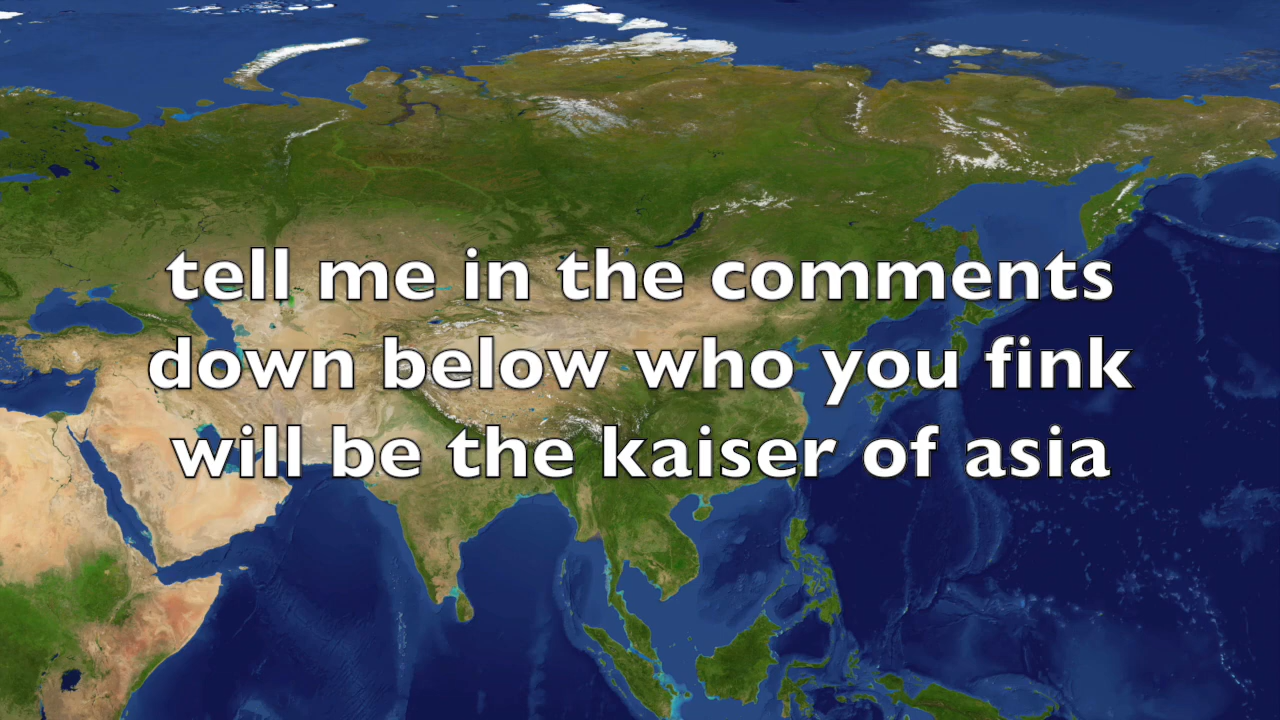 tell me in the comments
down below who you fink
will be the kaiser of asia